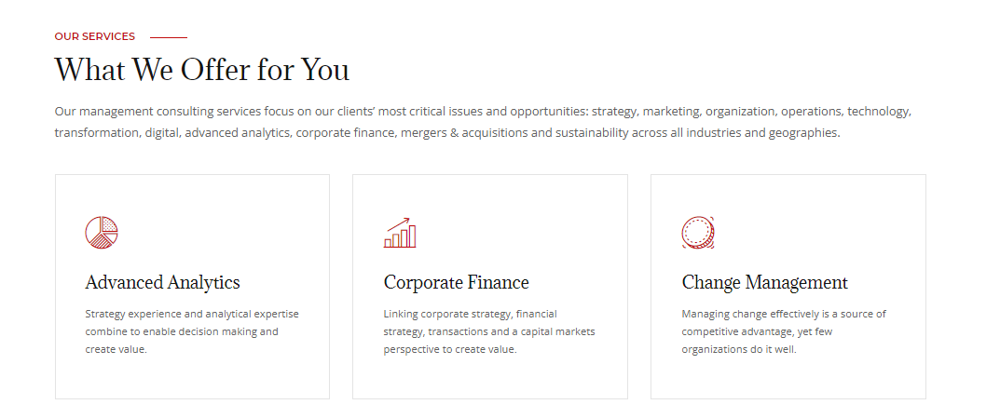 OUR SERVICES
What We Offer for You
Our management consulting services focus on our clients’ most critical issues and opportunities: strategy, marketing, organization, operations, technology,
transformation, digital, advanced analytics, corporate finance, mergers & acquisitions and sustainability across all industries and geographies.
Advanced Analytics
Strategy experience and analytical expertise
combine to enable decision making and
create value.
Corporate Finance
Linking corporate strategy, financial
strategy, transactions and a capital markets
perspective to create value.
Change Management
Managing change effectively is a source of
competitive advantage, yet few
organizations do it well.